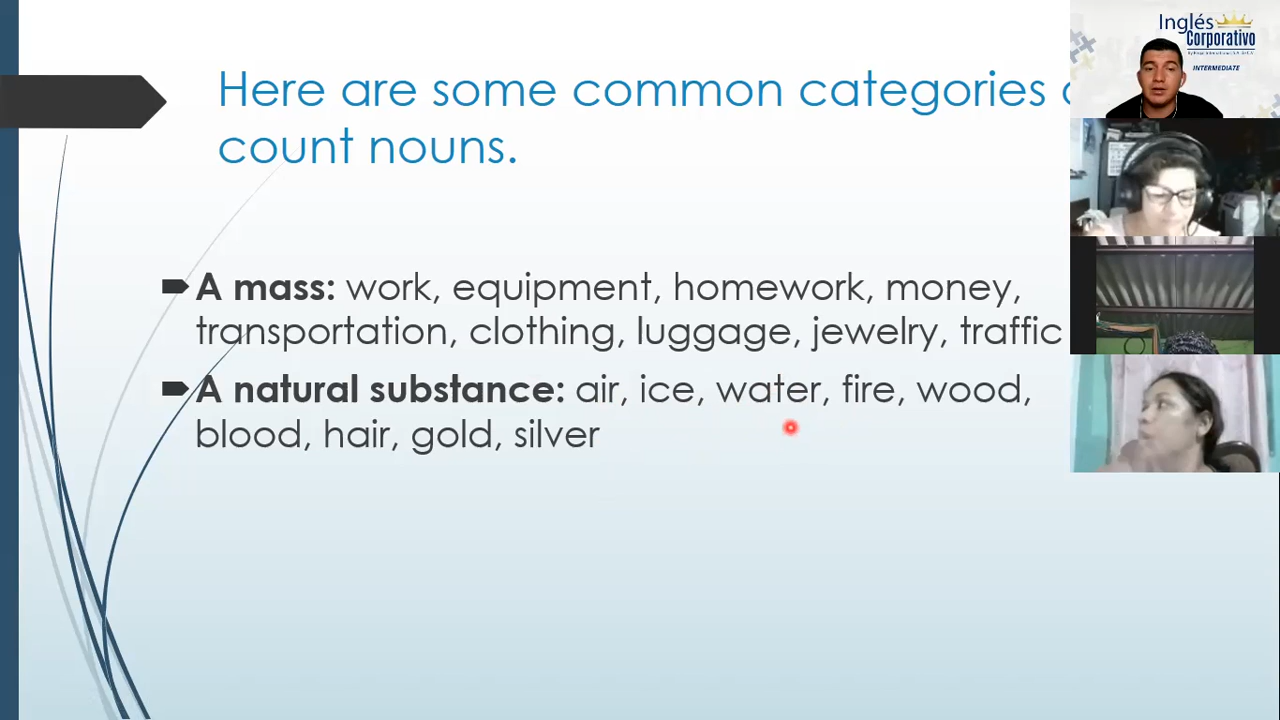 Here are some common categories
count nouns.
A mass: work, equipment, homework, money,
transportation, clothing, luggage, jewelry, traffic
A natural substance: air, ice, water, fire, wood,
blood, hair, gold, silver
Inglés
Corporativo
INTERMEDIATE